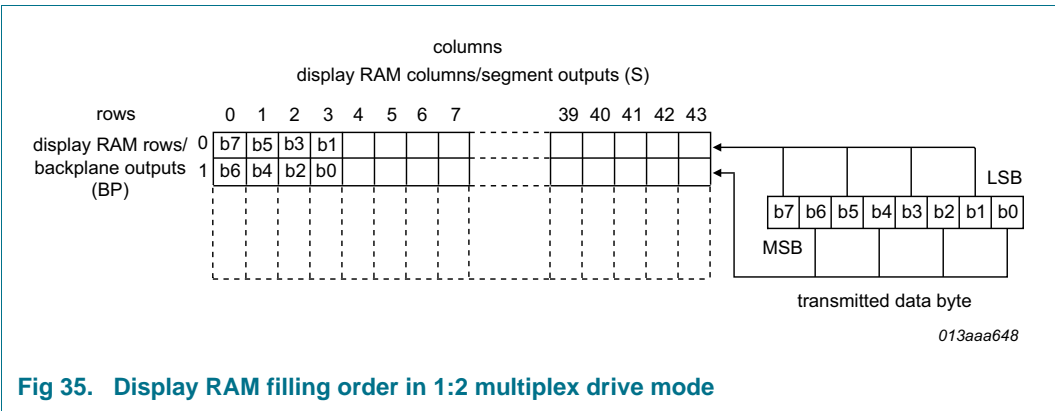 columns
display RAM columns/segment outputs (S)
rows 0 1 2 3 4 5 6 7 39 40 41 42 43
display RAM rows/ 0 b7 b5 b3 b1
backplane outputs 1 b6 b4 b2 b0
(BP)
LSB
b7 b6 b5 b4 b3 b2 b1 b0
MSB
transmitted data byte
013aaa648
Fig 35. Display RAM filling order in 1:2 multiplex drive mode